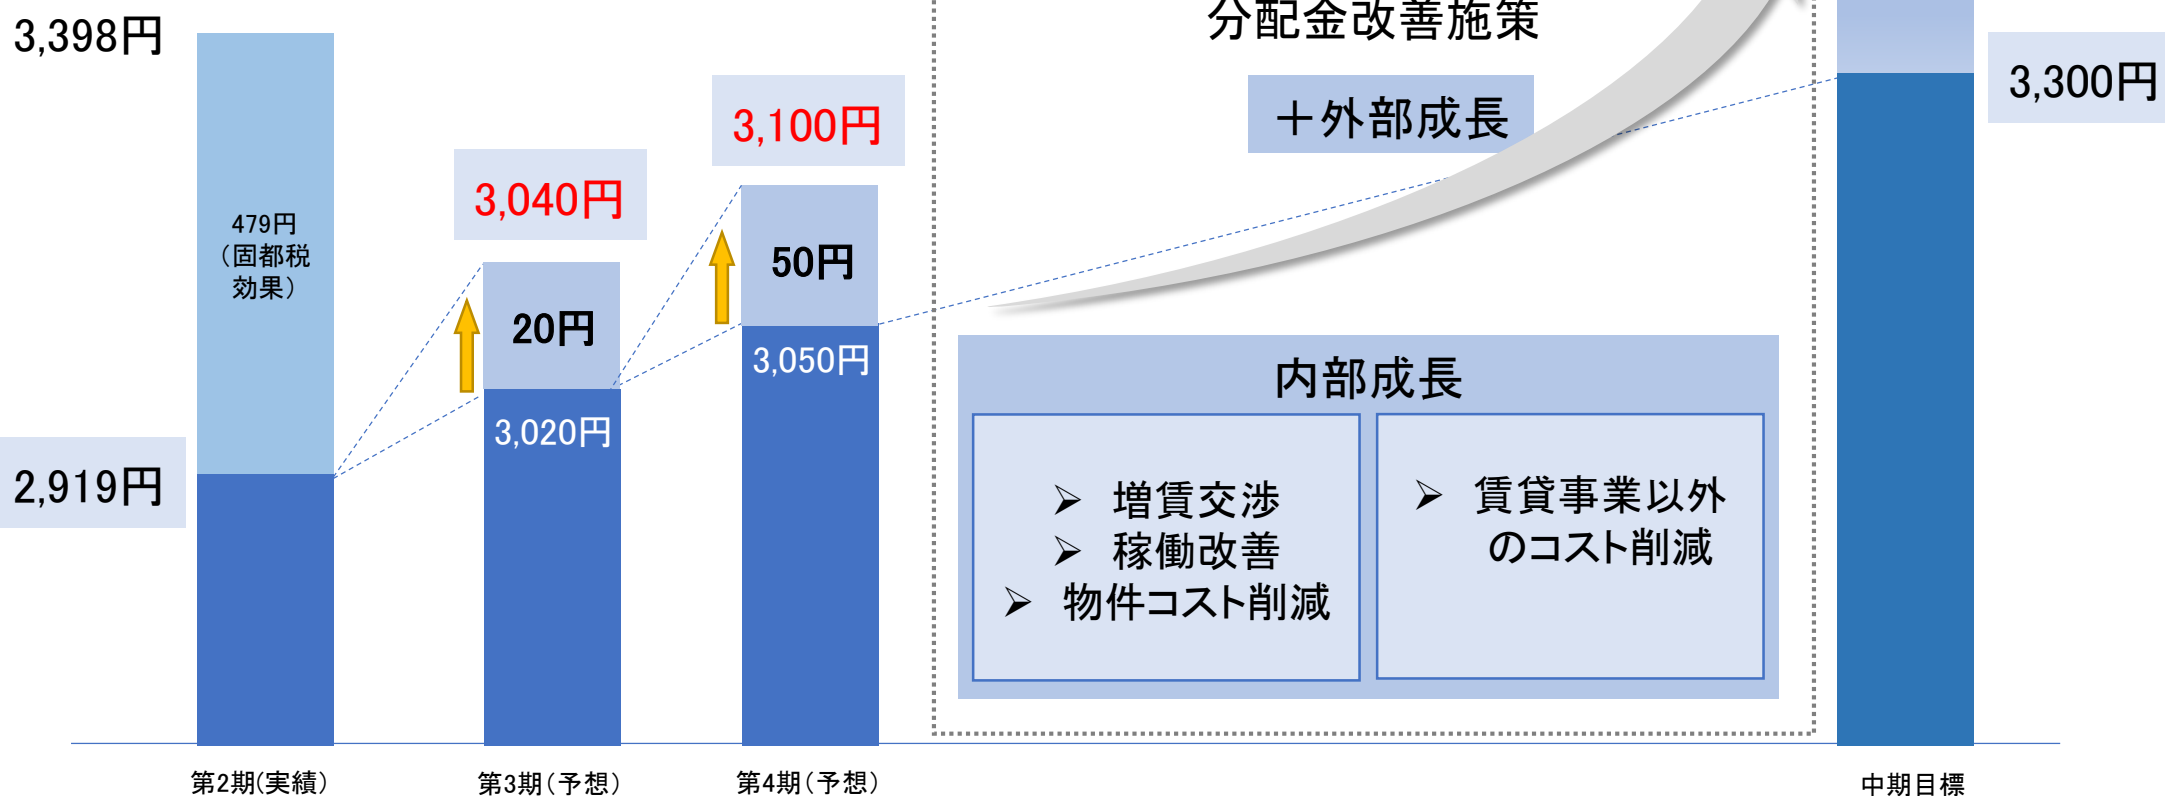 3,398円
479円
（固都税
効果）
2,919円
3,040円
20円
3,020円
3,100円
50円
3,050円
分配金改善施策
＋外部成長
内部成長
➢ 増賃交渉
➢ 稼働改善
➢ 物件コスト削減
➢ 賃貸事業以外
のコスト削減
3,300円
第2期(実績)
第3期(予想)
第4期(予想)
中期目標